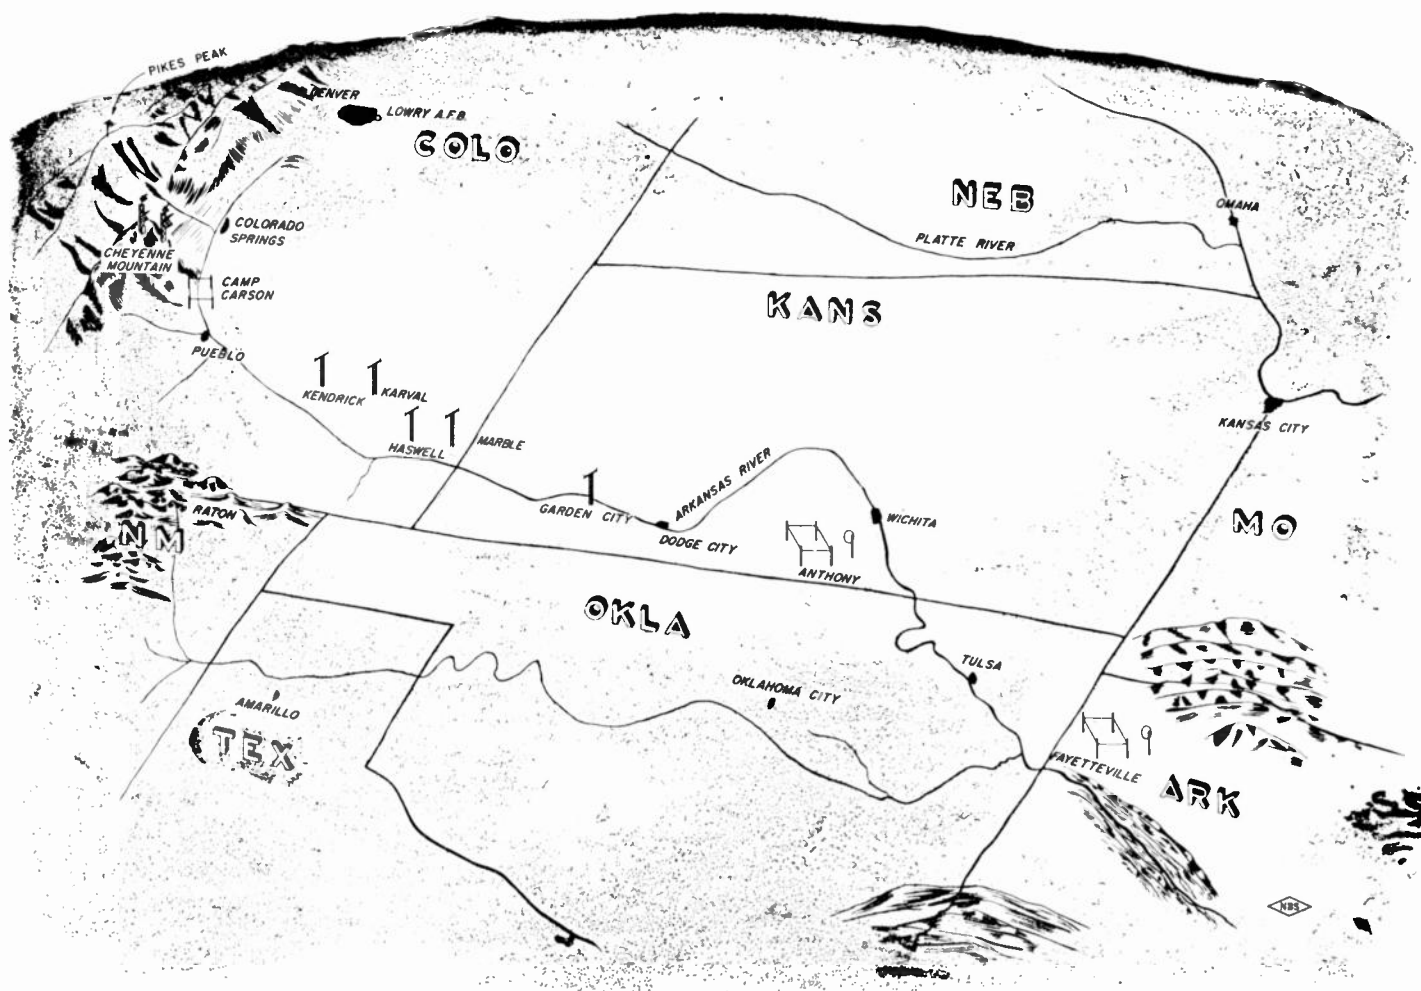 PIKES PEAK
DENVER
LOWRY A.F.B.
COLO
NEB
OMAHA
PLATTE RIVER
COLORADO
SPRINGS
CHEYENNE
MOUNTAIN
CAMP
CARSON
KANS
PUEBLO
KENDRICK
KARVAL
HASWELL
MARBLE
KANSAS CITY
ARKANSAS RIVER
GARDEN CITY
DODGE CITY
WICHITA
MO
RATON
NM
ANTHONY
OKLA
TULSA
OKLAHOMA CITY
AMARILLO
TEX
FAYETTEVILLE
ARK
NBS